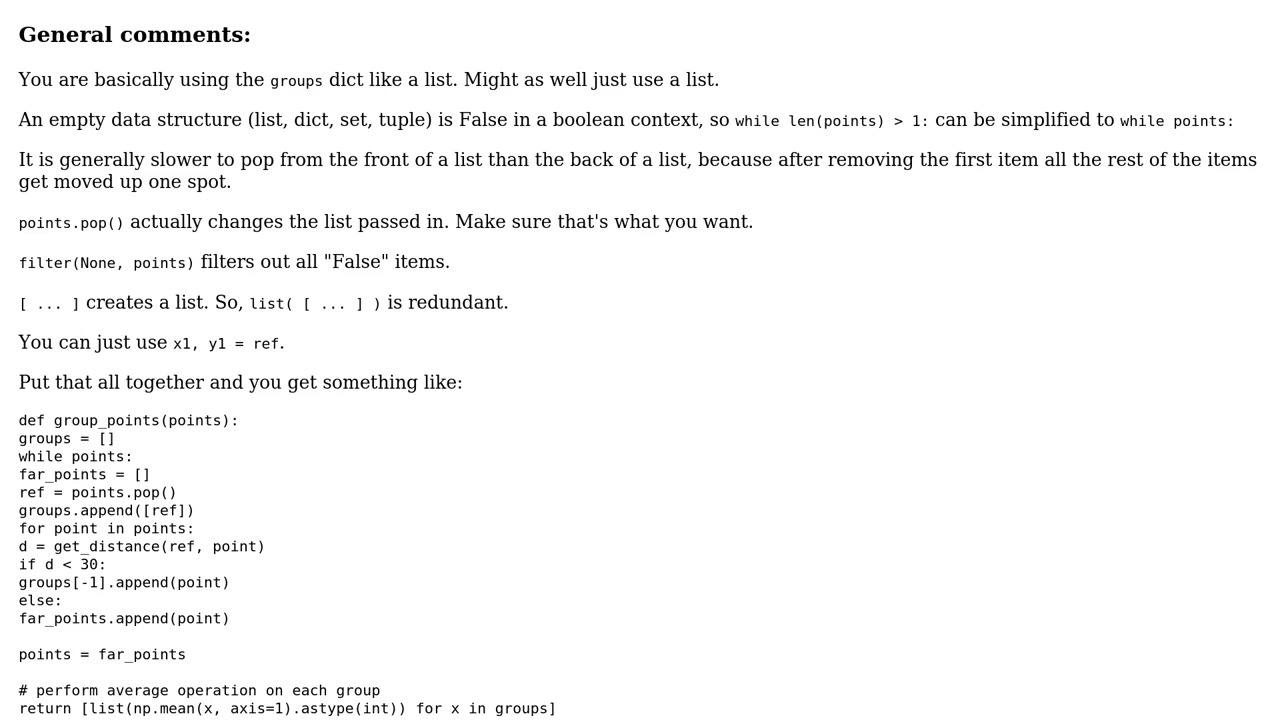 General comments:
You are basically using the groups dict like a list. Might as well just use a list.
An empty data structure (list, dict, set, tuple) is False in a boolean context, so while len(points) > 1: can be simplified to while points:
It is generally slower to pop from the front of a list than the back of a list, because after removing the first item all the rest of the items
get moved up one spot.
points.pop() actually changes the list passed in. Make sure that's what you want.
filter(None, points) filters out all "False" items.
[ ... ] creates a list. So, list( [ ... ] ) is redundant.
You can just use x1, y1 = ref.
Put that all together and you get something like:
def group_points(points):
groups = []
while points:
far_points = []
ref = points.pop()
groups.append([ref])
for point in points:
d = get_distance(ref, point)
if d < 30:
groups[-1].append(point)
else:
far_points.append(point)
points = far_points
# perform average operation on each group
return [list(np.mean(x, axis=1).astype(int)) for x in groups]